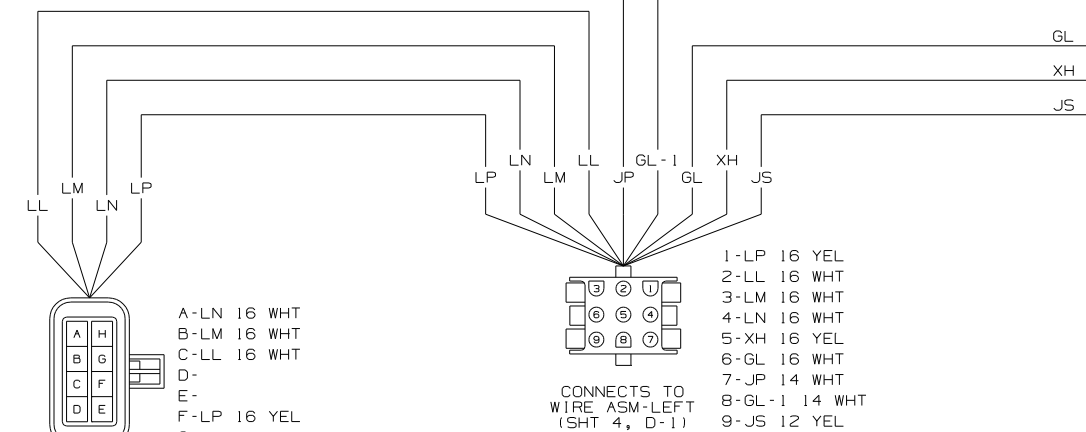 GL
XH
JS
LN
LL
GL-1
XH
LP
LM
JP
GL
JS
LM
LP
LL
LN
1-LP 16 YEL
2-LL 16 WHT
3-LM 16 WHT
4-LN 16 WHT
5-XH 16 YEL
6-GL 16 WHT
7-JP 14 WHT
8-GL-1 14 WHT
9-JS 12 YEL
3 2 1
6 5 4
9 8 7
CONNECTS TO
WIRE ASM-LEFT
(SHT 4, D-1)
A-LN 16 WHT
B-LM 16 WHT
C-LL 16 WHT
D-
E-
F-LP 16 YEL
A H
B G
C F
D E